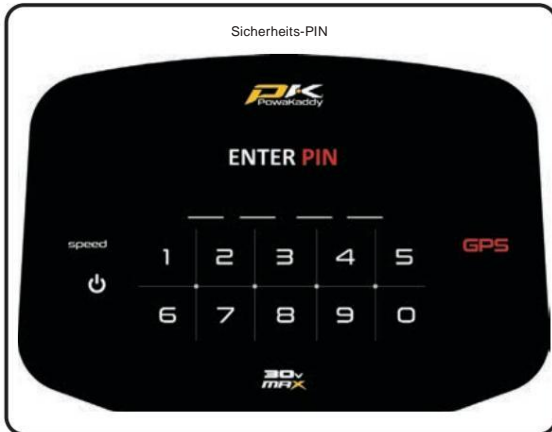 Sicherheits-PIN
PK
PowaKaddy
ENTER PIN
speed
GPS
1 2 3 4 5
6 7 8 9 0
30v
MAX